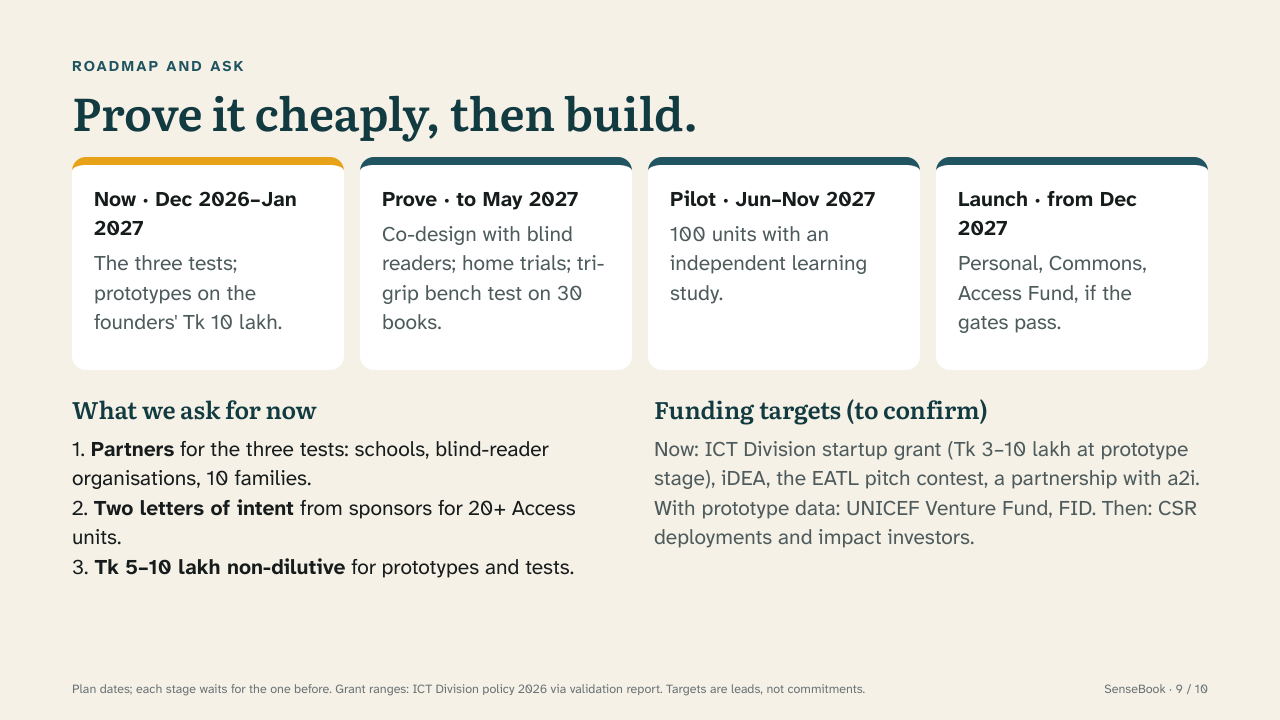 ROADMAP AND ASK
Prove it cheaply, then build.
Now · Dec 2026–Jan
2027
The three tests;
prototypes on the
founders' Tk 10 lakh.
Prove · to May 2027
Co-design with blind
readers; home trials; tri-
grip bench test on 30
books.
Pilot · Jun–Nov 2027
100 units with an
independent learning
study.
Launch · from Dec
2027
Personal, Commons,
Access Fund, if the
gates pass.
What we ask for now
1. Partners for the three tests: schools, blind-reader
organisations, 10 families.
2. Two letters of intent from sponsors for 20+ Access
units.
3. Tk 5–10 lakh non-dilutive for prototypes and tests.
Funding targets (to confirm)
Now: ICT Division startup grant (Tk 3–10 lakh at prototype
stage), iDEA, the EATL pitch contest, a partnership with a2i.
With prototype data: UNICEF Venture Fund, FID. Then: CSR
deployments and impact investors.
Plan dates; each stage waits for the one before. Grant ranges: ICT Division policy 2026 via validation report. Targets are leads, not commitments.
SenseBook · 9 / 10